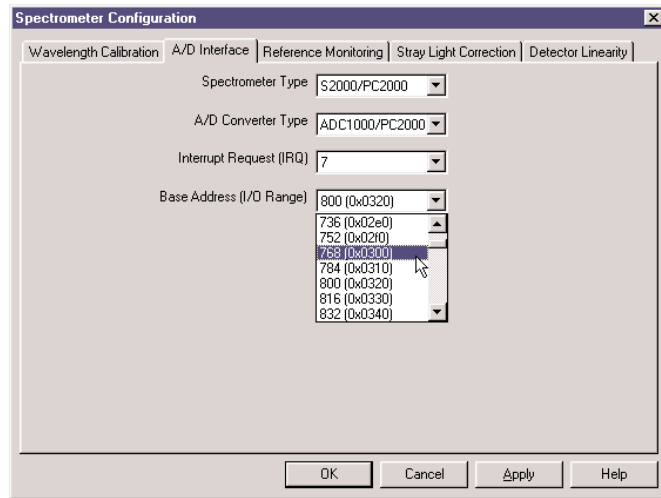 Spectrometer Configuration
Wavelength Calibration A/D Interface Reference Monitoring Stray Light Correction Detector Linearity
Spectrometer Type S2000/PC2000
A/D Converter Type ADC1000/PC2000
Interrupt Request (IRQ) 7
Base Address (I/O Range) 800 (0x0320)
736 (0x02e0)
752 (0x02f0)
768 (0x0300)
784 (0x0310)
800 (0x0320)
816 (0x0330)
832 (0x0340)
OK Cancel Apply Help